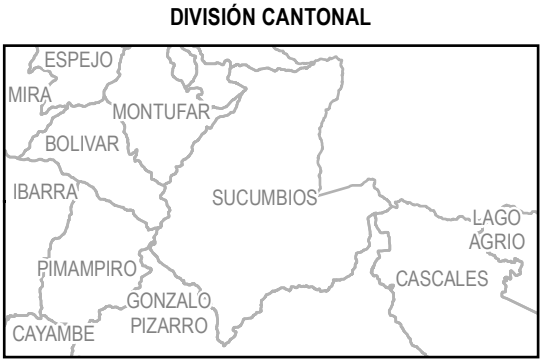 DIVISIÓN CANTONAL
ESPEJO
MIRA
MONTUFAR
BOLIVAR
IBARRA
SUCUMBIOS
LAGO
AGRIO
PIMAMPIRO
CASCALES
GONZALO
PIZARRO
CAYAMBE